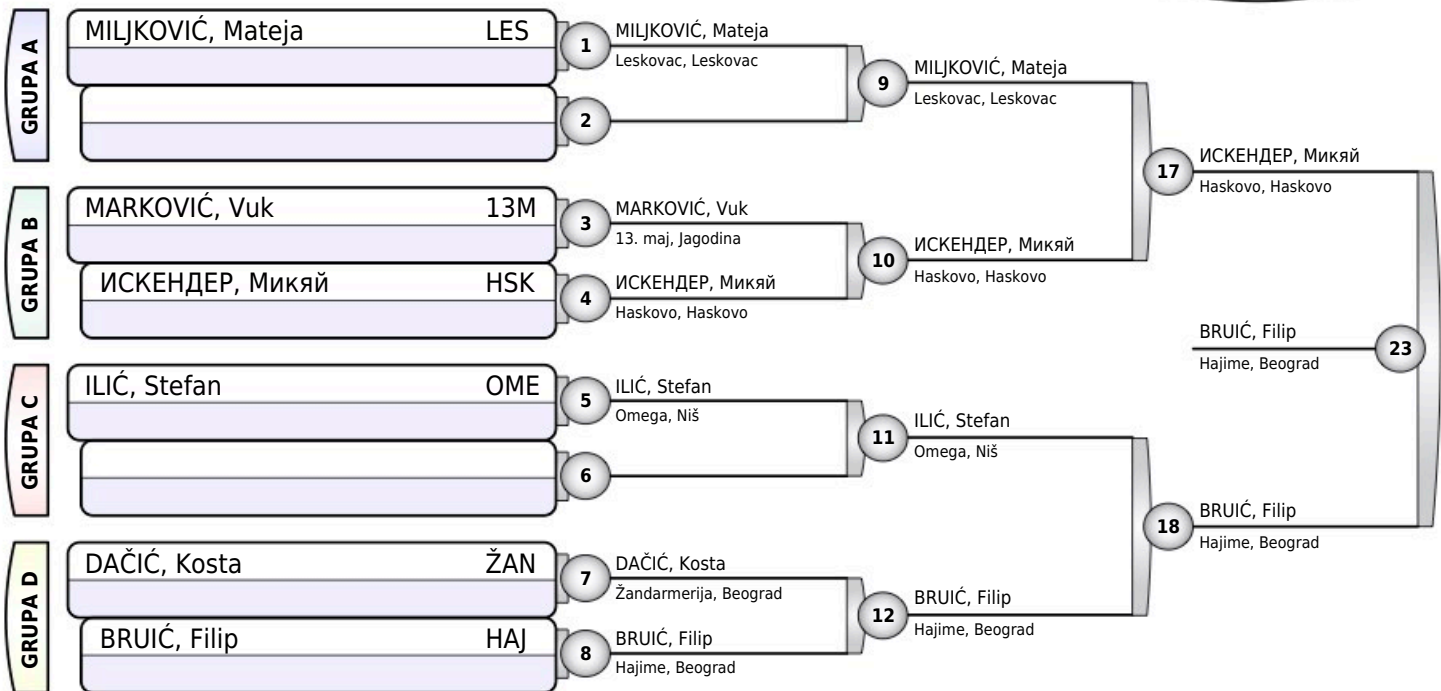 GRUPA A
MILJKOVIĆ, Mateja LES
1
2
MILJKOVIĆ, Mateja
Leskovac, Leskovac
9
MILJKOVIĆ, Mateja
Leskovac, Leskovac
GRUPA B
MARKOVIĆ, Vuk 13M
ИСКЕНДЕР, Микяй HSK
3
MARKOVIĆ, Vuk
13. maj, Jagodina
4
ИСКЕНДЕР, Микяй
Haskovo, Haskovo
10
ИСКЕНДЕР, Микяй
Haskovo, Haskovo
17
ИСКЕНДЕР, Микяй
Haskovo, Haskovo
GRUPA C
ILIĆ, Stefan OME
5
ILIĆ, Stefan
Omega, Niš
6
11
ILIĆ, Stefan
Omega, Niš
GRUPA D
DAČIĆ, Kosta ŽAN
BRUIĆ, Filip HAJ
7
DAČIĆ, Kosta
Žandarmerija, Beograd
8
BRUIĆ, Filip
Hajime, Beograd
12
BRUIĆ, Filip
Hajime, Beograd
18
BRUIĆ, Filip
Hajime, Beograd
BRUIĆ, Filip
Hajime, Beograd
23